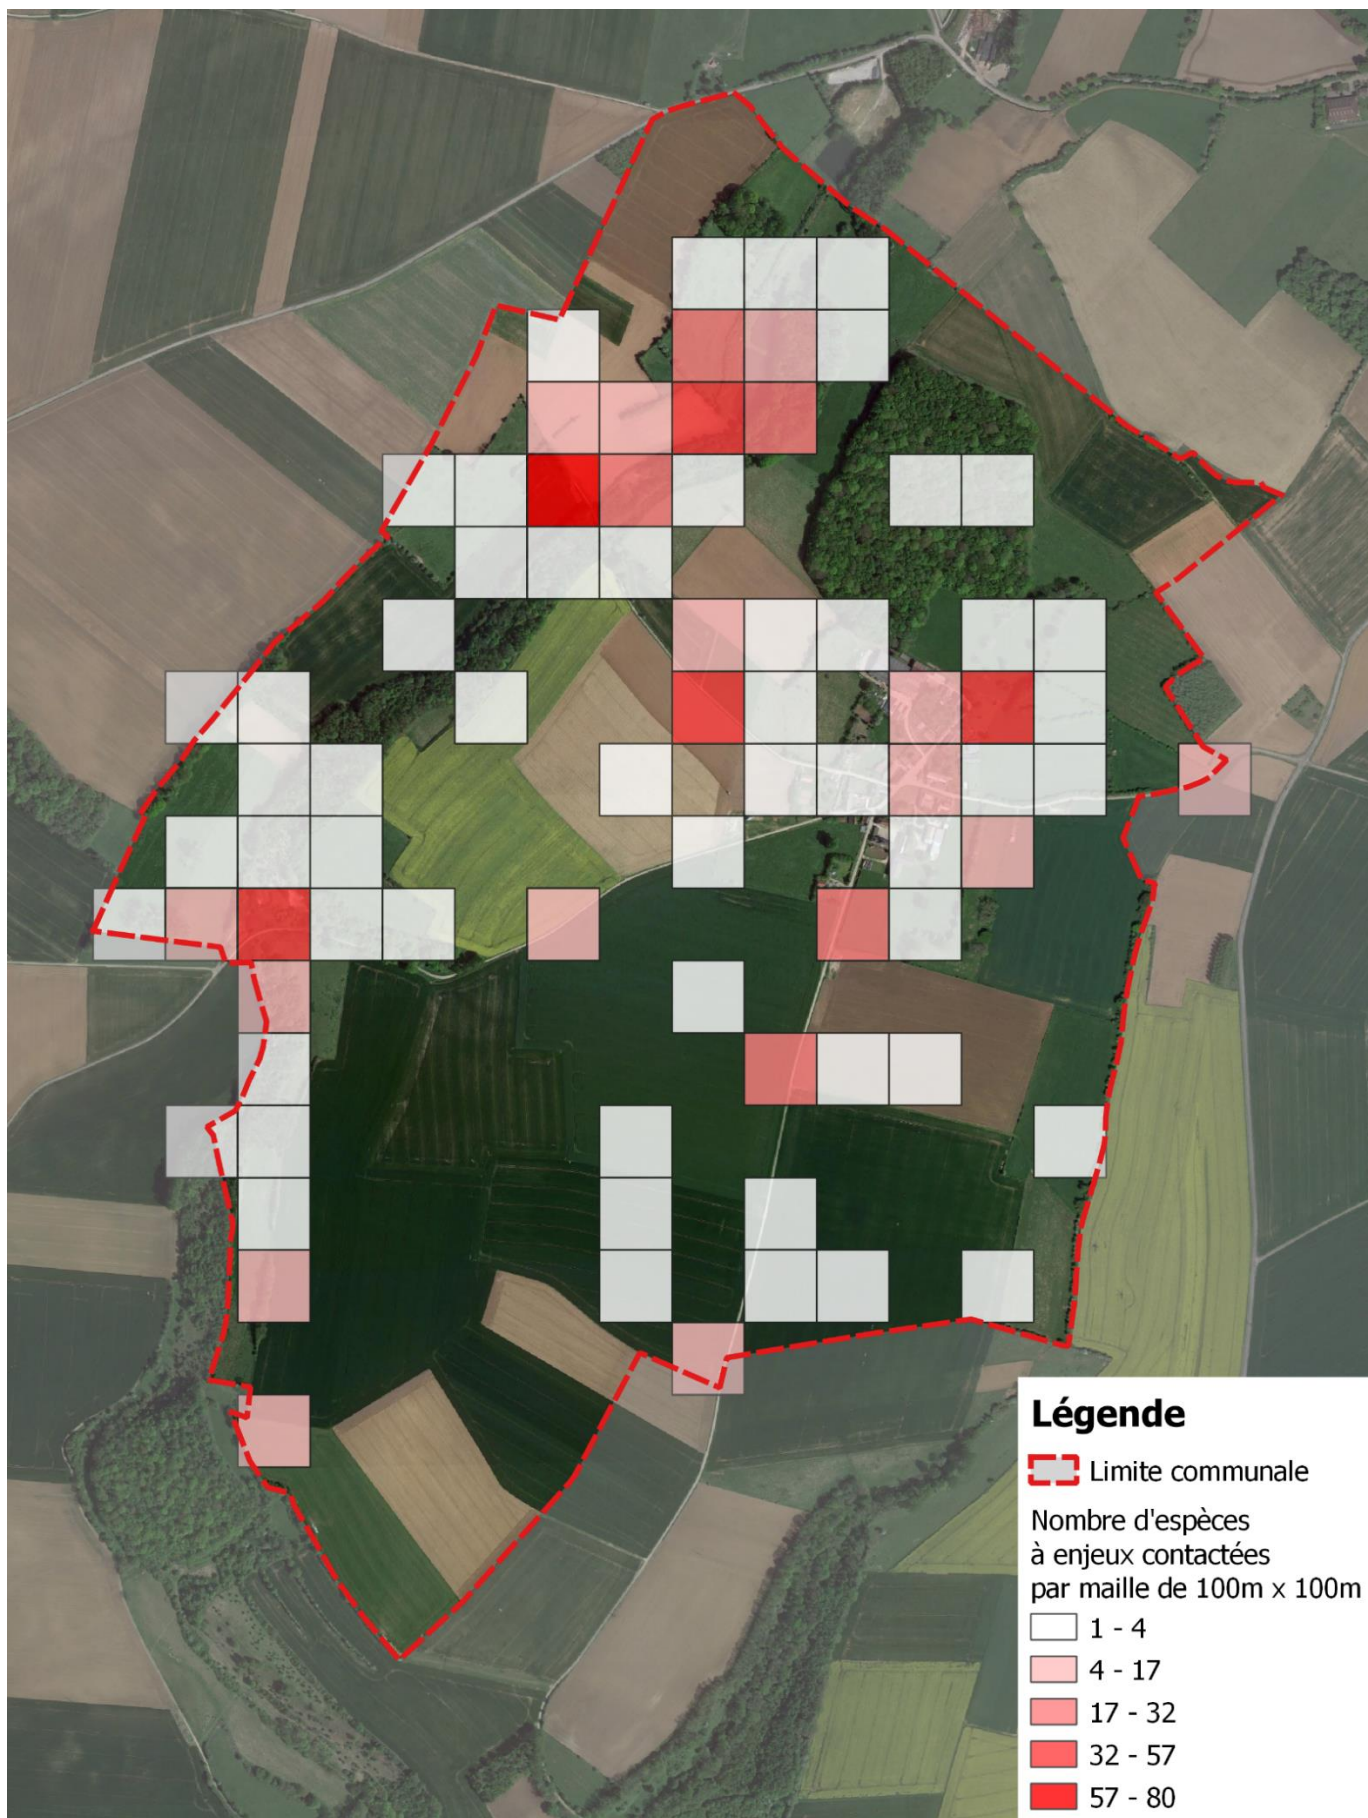 Légende
Limite communale
Nombre d'espèces
à enjeux contactées
par maille de 100m x 100m
1 - 4
4 - 17
17 - 32
32 - 57
57 - 80